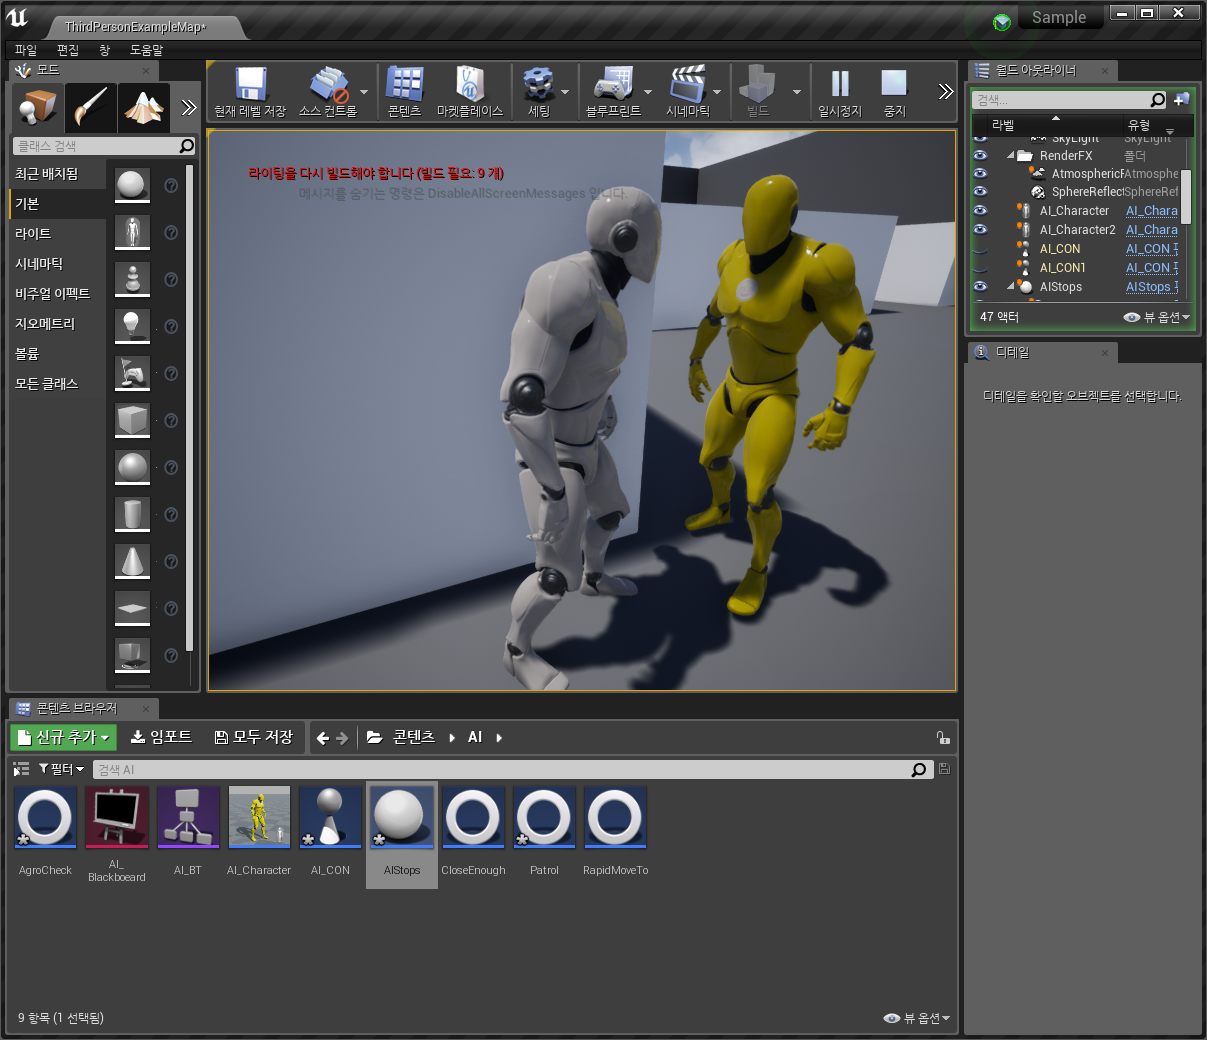 ThirdPersonExampleMap*
Sample
파일 편집 창 도움말
모드
클래스 검색
최근 배치됨
기본
라이트
시네마틱
비주얼 이펙트
지오메트리
볼륨
모든 클래스
현재 레벨 저장 소스 컨트롤 콘텐츠 마켓플레이스 세팅 블루프린트 시네마틱 빌드 일시정지 중지
라이팅을 다시 빌드해야 합니다 (빌드 필요: 9 개)
메시지를 숨기는 명령은 DisableAllScreenMessages 입니다.
월드 아웃라이너
검색...
라벨 유형
SkyLight SkyLight
RenderFX 폴더
AtmosphericF Atmosphe
SphereReflect SphereRef
AI_Character AI_Chara
AI_Character2 AI_Chara
AI_CON AI_CON
AI_CON1 AI_CON
AIStops AIStops
47 액터 뷰 옵션
디테일
디테일을 확인할 오브젝트를 선택합니다.
콘텐츠 브라우저
신규 추가 임포트 모두 저장 콘텐츠 AI
필터 검색 AI
AgroCheck
AI_
Blackboeard
AI_BT
AI_Character
AI_CON
AIStops
CloseEnough
Patrol
RapidMoveTo
9 항목 (1 선택됨) 뷰 옵션